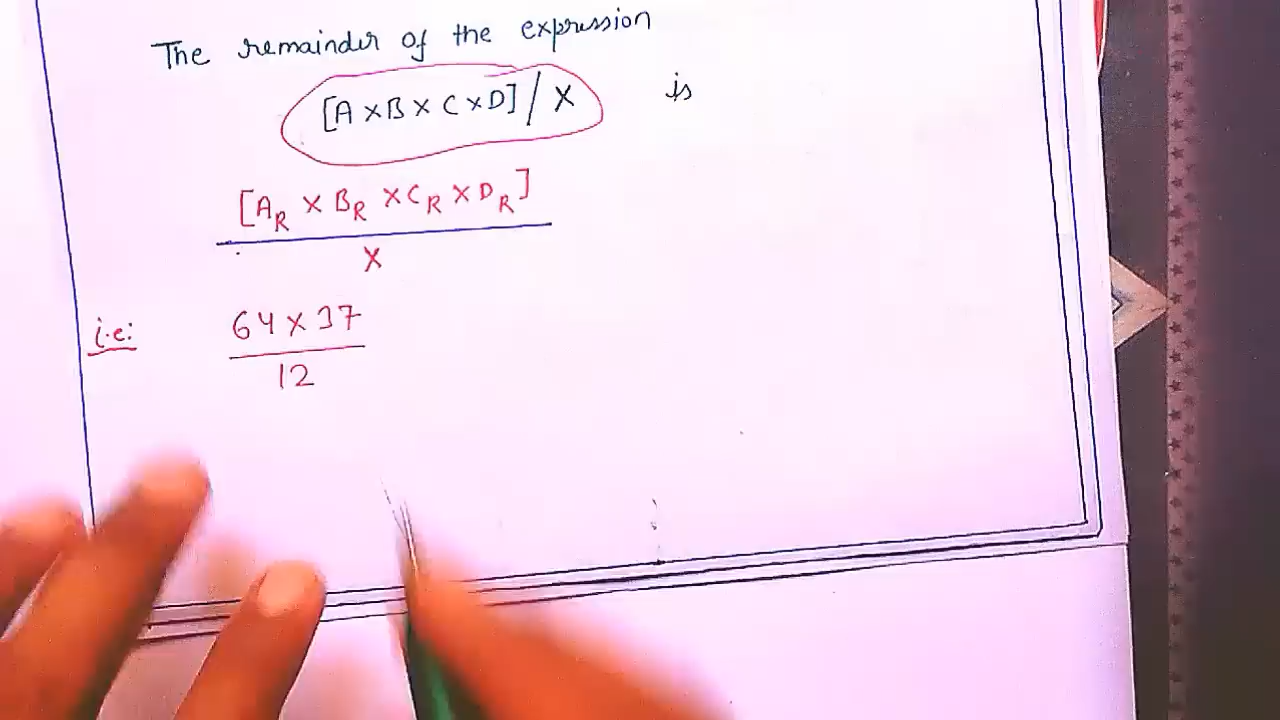 The remainder of the expression
[A × B × C × D] / X is
[A_R × B_R × C_R × D_R]
X
i.e:
64 × 37
12